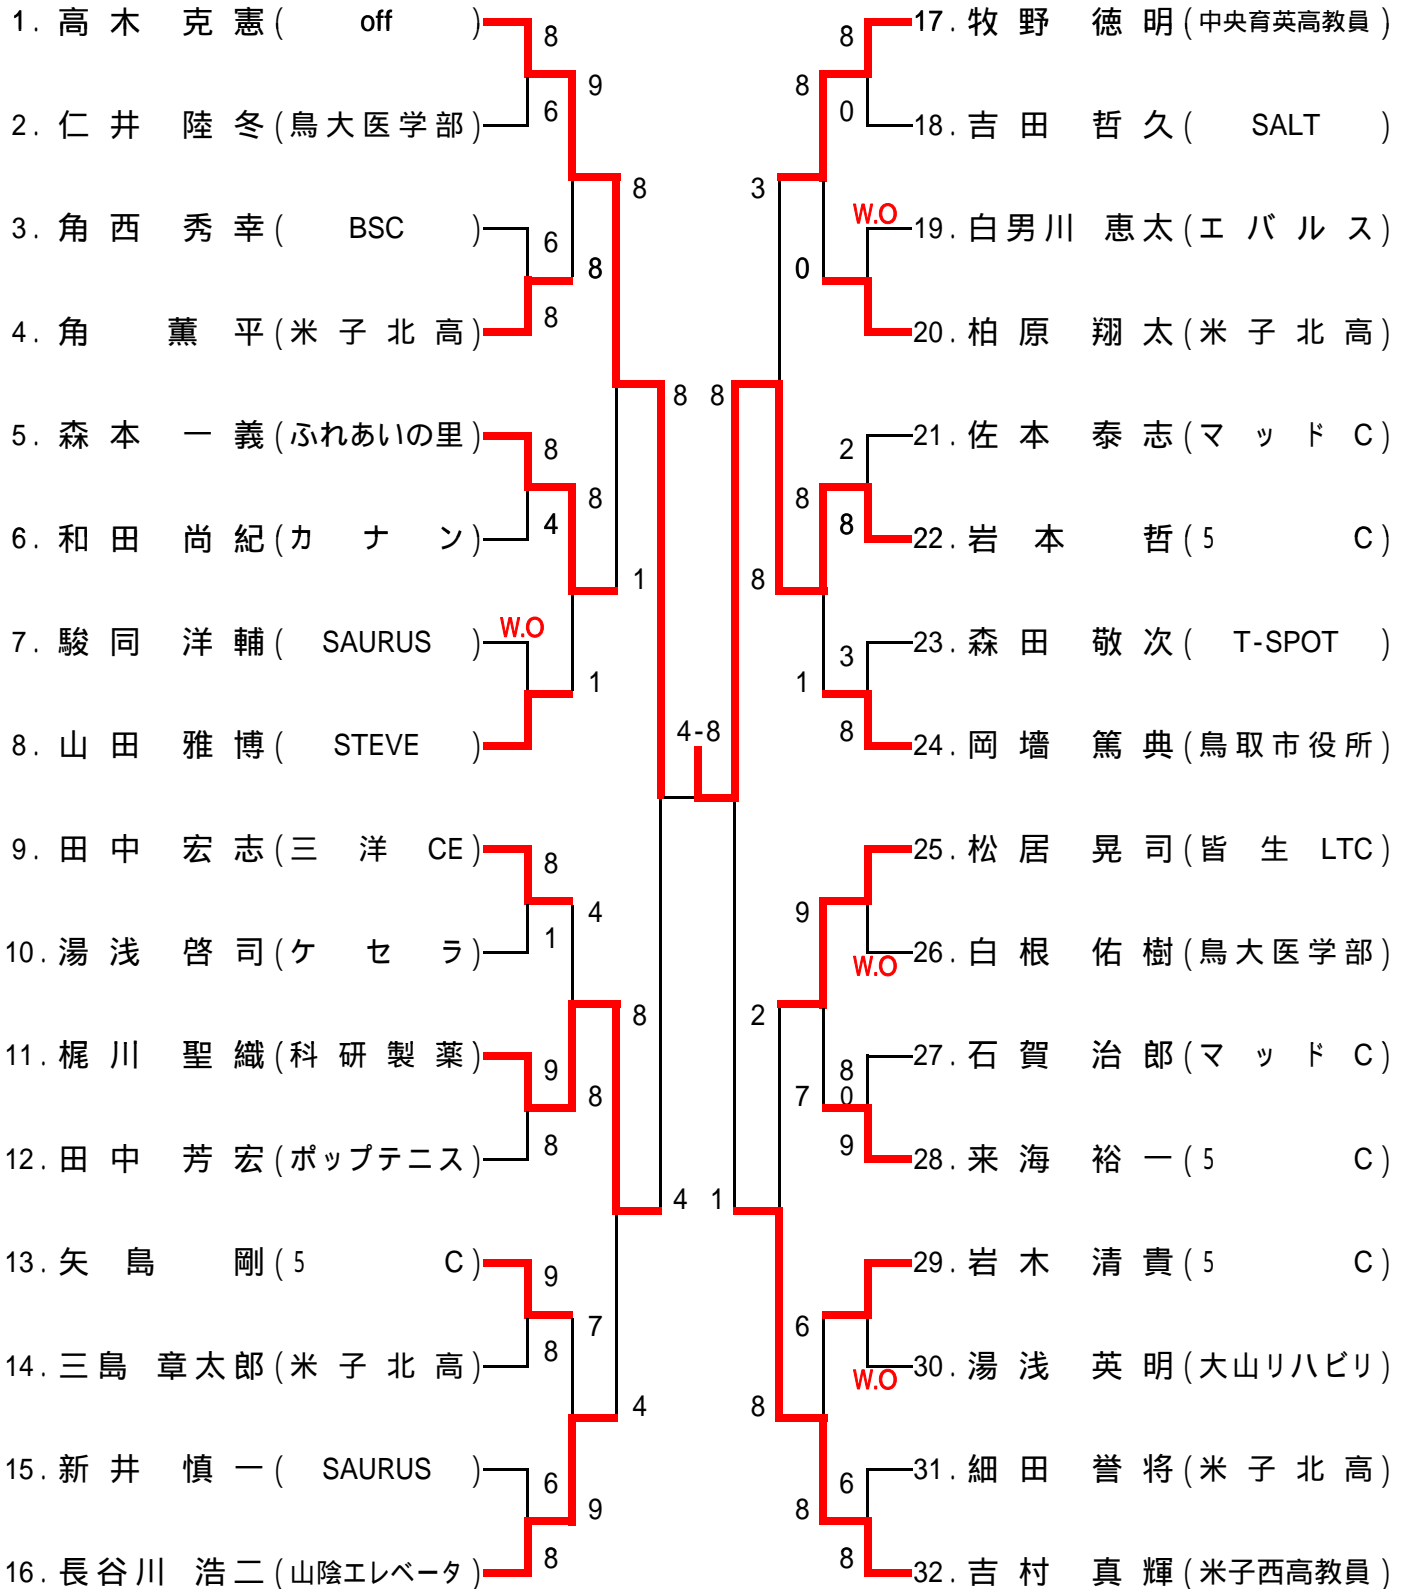 1. 高木 克憲 ( off ) 8
9
2. 仁井 陸冬 (鳥大医学部) 6
8
3. 角西 秀幸 ( BSC ) 6
8
4. 角 薫平 (米子北高) 8
8
5. 森本 一義 (ふれあいの里) 8
8
6. 和田 尚紀 (カナン) 4
1
7. 駿同 洋輔 ( SAURUS ) W.O
1
8. 山田 雅博 ( STEVE )
4-8
9. 田中 宏志 (三洋 CE) 8
4
10. 湯浅 啓司 (ケセラ) 1
8
11. 梶川 聖織 (科研製薬) 9
8
12. 田中 芳宏 (ポップテニス) 8
4
13. 矢島 剛 (5 C) 9
7
14. 三島 章太郎 (米子北高) 8
4
15. 新井 慎一 ( SAURUS ) 6
9
16. 長谷川 浩二 (山陰エレベータ) 8
8 17. 牧野 徳明 (中央育英高教員)
8
0 18. 吉田 哲久 ( SALT )
3
W.O 19. 白男川 恵太 (エバルス)
0
20. 柏原 翔太 (米子北高)
8
2 21. 佐本 泰志 (マッド C)
8
8 22. 岩本 哲 (5 C)
8
3 23. 森田 敬次 ( T-SPOT )
1
8 24. 岡墻 篤典 (鳥取市役所)
25. 松居 晃司 (皆生 LTC)
9
W.O 26. 白根 佑樹 (鳥大医学部)
2
8 27. 石賀 治郎 (マッド C)
7 0
9 28. 来海 裕一 (5 C)
1
29. 岩木 清貴 (5 C)
6
W.O 30. 湯浅 英明 (大山リハビリ)
8
6 31. 細田 誉将 (米子北高)
8
8 32. 吉村 真輝 (米子西高教員)